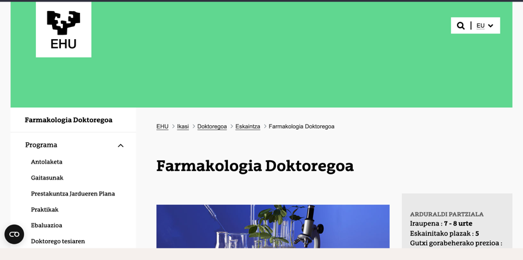 EHU
EU
Farmakologia Doktoregoa
Programa
Antolaketa
Gaitasunak
Prestakuntza Jardueren Plana
Praktikak
Ebaluazioa
Doktorego tesiaren
EHU > Ikasi > Doktoregoa > Eskaintza > Farmakologia Doktoregoa
Farmakologia Doktoregoa
ARDURALDI PARTZIALA
Iraupena : 7 - 8 urte
Eskainitako plazak : 5
Gutxi gorabeherako prezioa :